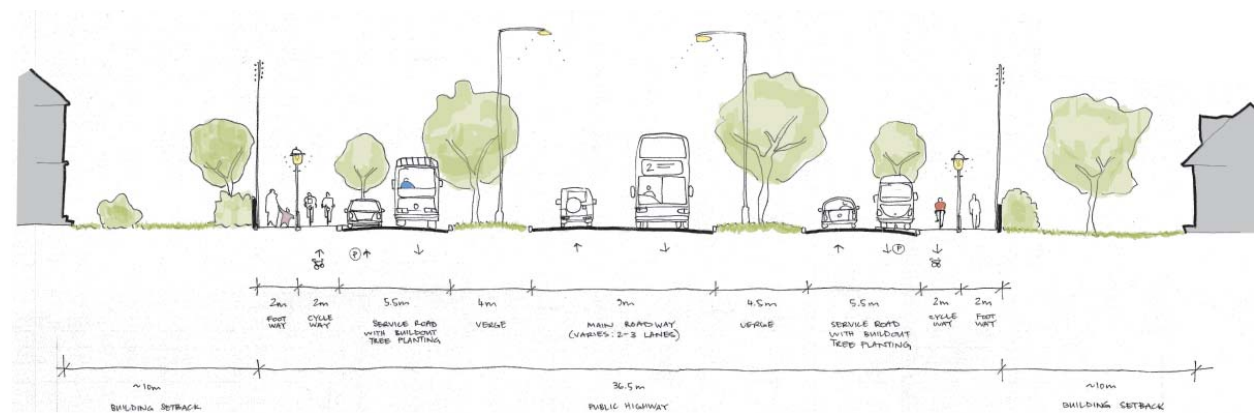 2
P
P
2m
2m
5.5m
4m
9m
4.5m
5.5m
2m
2m
FOOT
WAY
CYCLE
WAY
SERVICE ROAD
WITH BUILDOUT
TREE PLANTING
VERGE
MAIN ROADWAY
(VARIES: 2-3 LANES)
VERGE
SERVICE ROAD
WITH BUILDOUT
TREE PLANTING
CYCLE
WAY
FOOT
WAY
~10m
BUILDING SETBACK
36.5m
PUBLIC HIGHWAY
~10m
BUILDING SETBACK